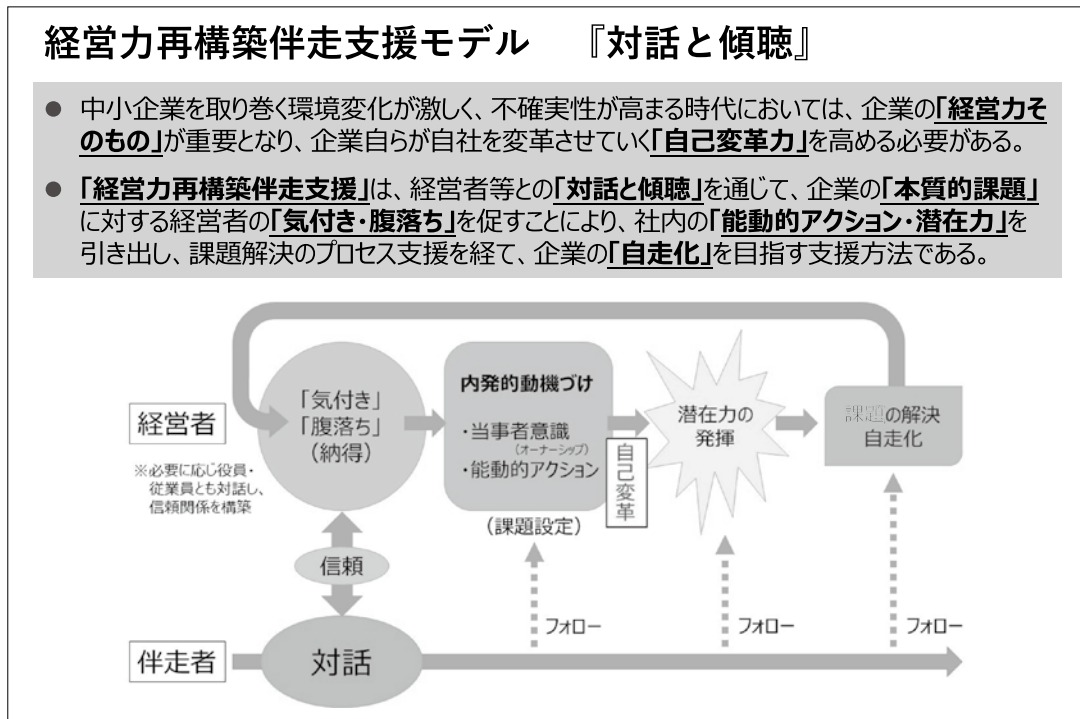 経営力再構築伴走支援モデル 『対話と傾聴』
● 中小企業を取り巻く環境変化が激しく、不確実性が高まる時代においては、企業の「経営力そ
のもの」が重要となり、企業自らが自社を変革させていく「自己変革力」を高める必要がある。
● 「経営力再構築伴走支援」は、経営者等との「対話と傾聴」を通じて、企業の「本質的課題」
に対する経営者の「気付き・腹落ち」を促すことにより、社内の「能動的アクション・潜在力」を
引き出し、課題解決のプロセス支援を経て、企業の「自走化」を目指す支援方法である。
経営者
※必要に応じ役員・
従業員とも対話し、
信頼関係を構築
「気付き」
「腹落ち」
(納得)
内発的動機づけ
・当事者意識
(オーナーシップ)
・能動的アクション
(課題設定)
自己変革
潜在力の
発揮
課題の解決
自走化
信頼
フォロー
フォロー
フォロー
伴走者
対話